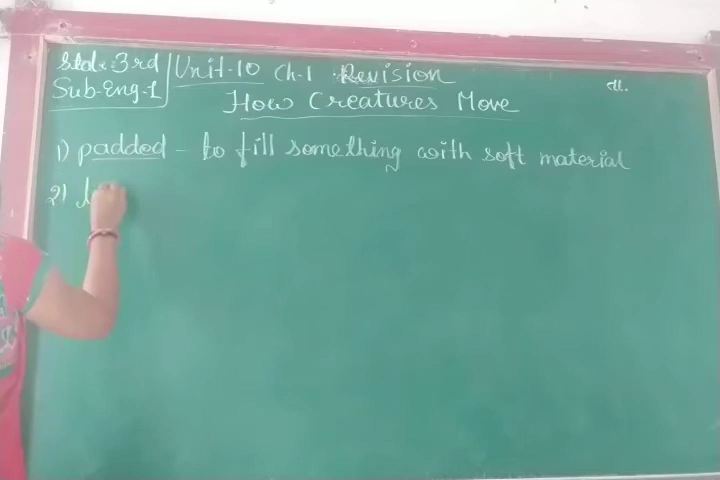 Std:-3rd
Sub-Eng-1
Unit-10 Ch-1 Revision
How Creatures Move
1) padded - to fill something with soft material
2)